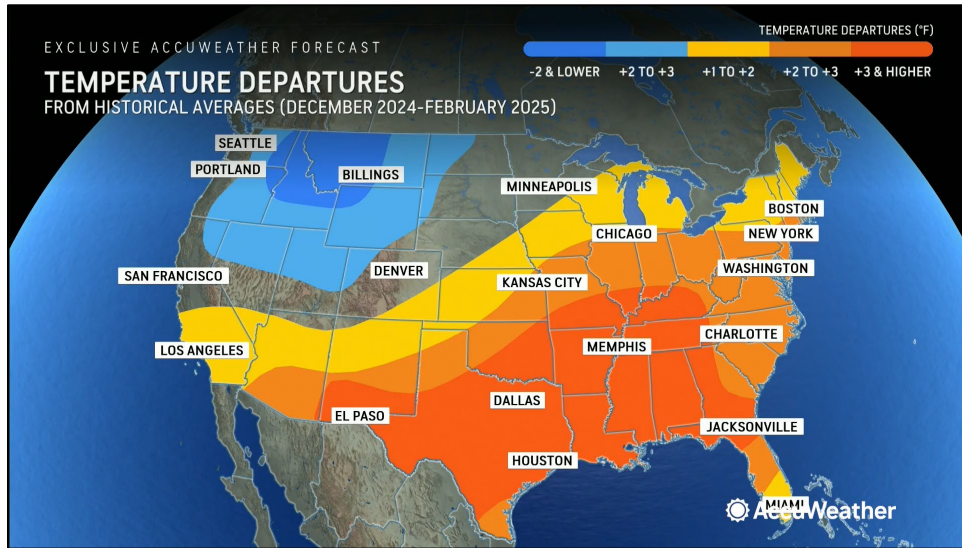 EXCLUSIVE ACCUWEATHER FORECAST
TEMPERATURE DEPARTURES
FROM HISTORICAL AVERAGES (DECEMBER 2024-FEBRUARY 2025)
TEMPERATURE DEPARTURES (°F)
-2 & LOWER +2 TO +3 +1 TO +2 +2 TO +3 +3 & HIGHER
SEATTLE
PORTLAND
BILLINGS
MINNEAPOLIS
BOSTON
CHICAGO
NEW YORK
SAN FRANCISCO
DENVER
WASHINGTON
KANSAS CITY
CHARLOTTE
LOS ANGELES
MEMPHIS
DALLAS
EL PASO
JACKSONVILLE
HOUSTON
MIAMI
AccuWeather